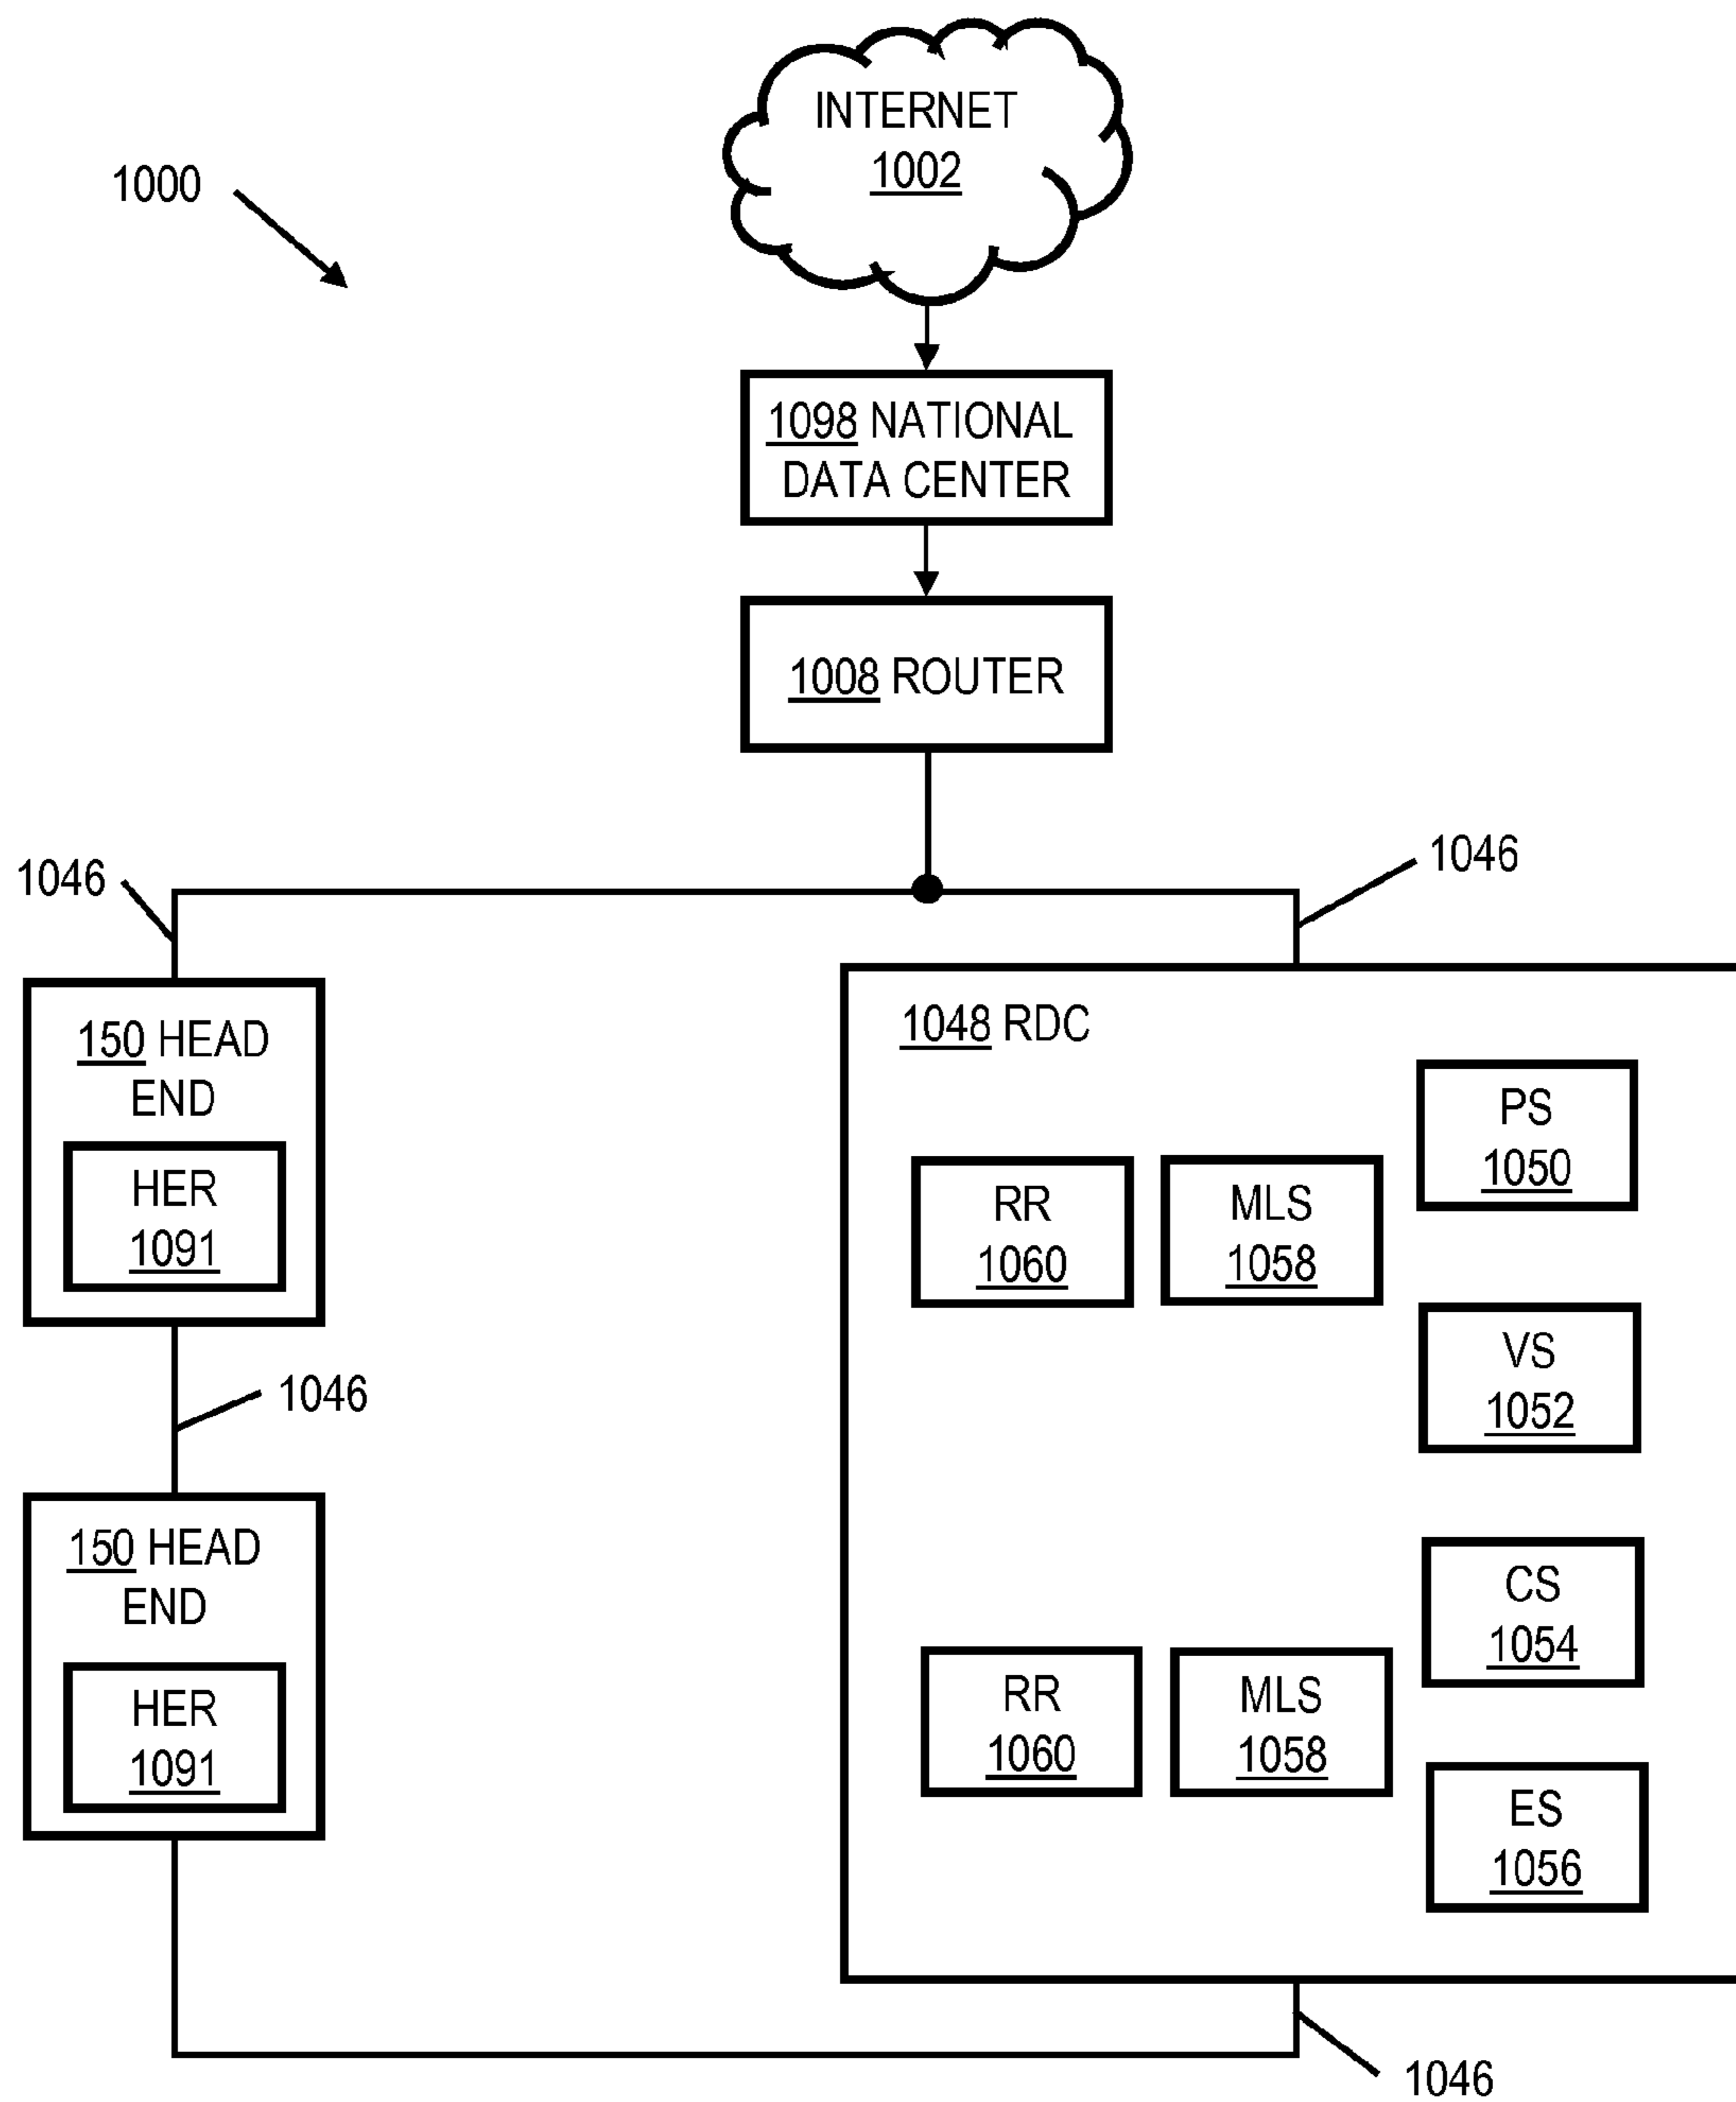 INTERNET
1002
1000
1098 NATIONAL
DATA CENTER
1008 ROUTER
1046
1046
150 HEAD
END
HER
1091
1046
150 HEAD
END
HER
1091
1048 RDC
PS
1050
RR
1060
MLS
1058
VS
1052
CS
1054
RR
1060
MLS
1058
ES
1056
1046